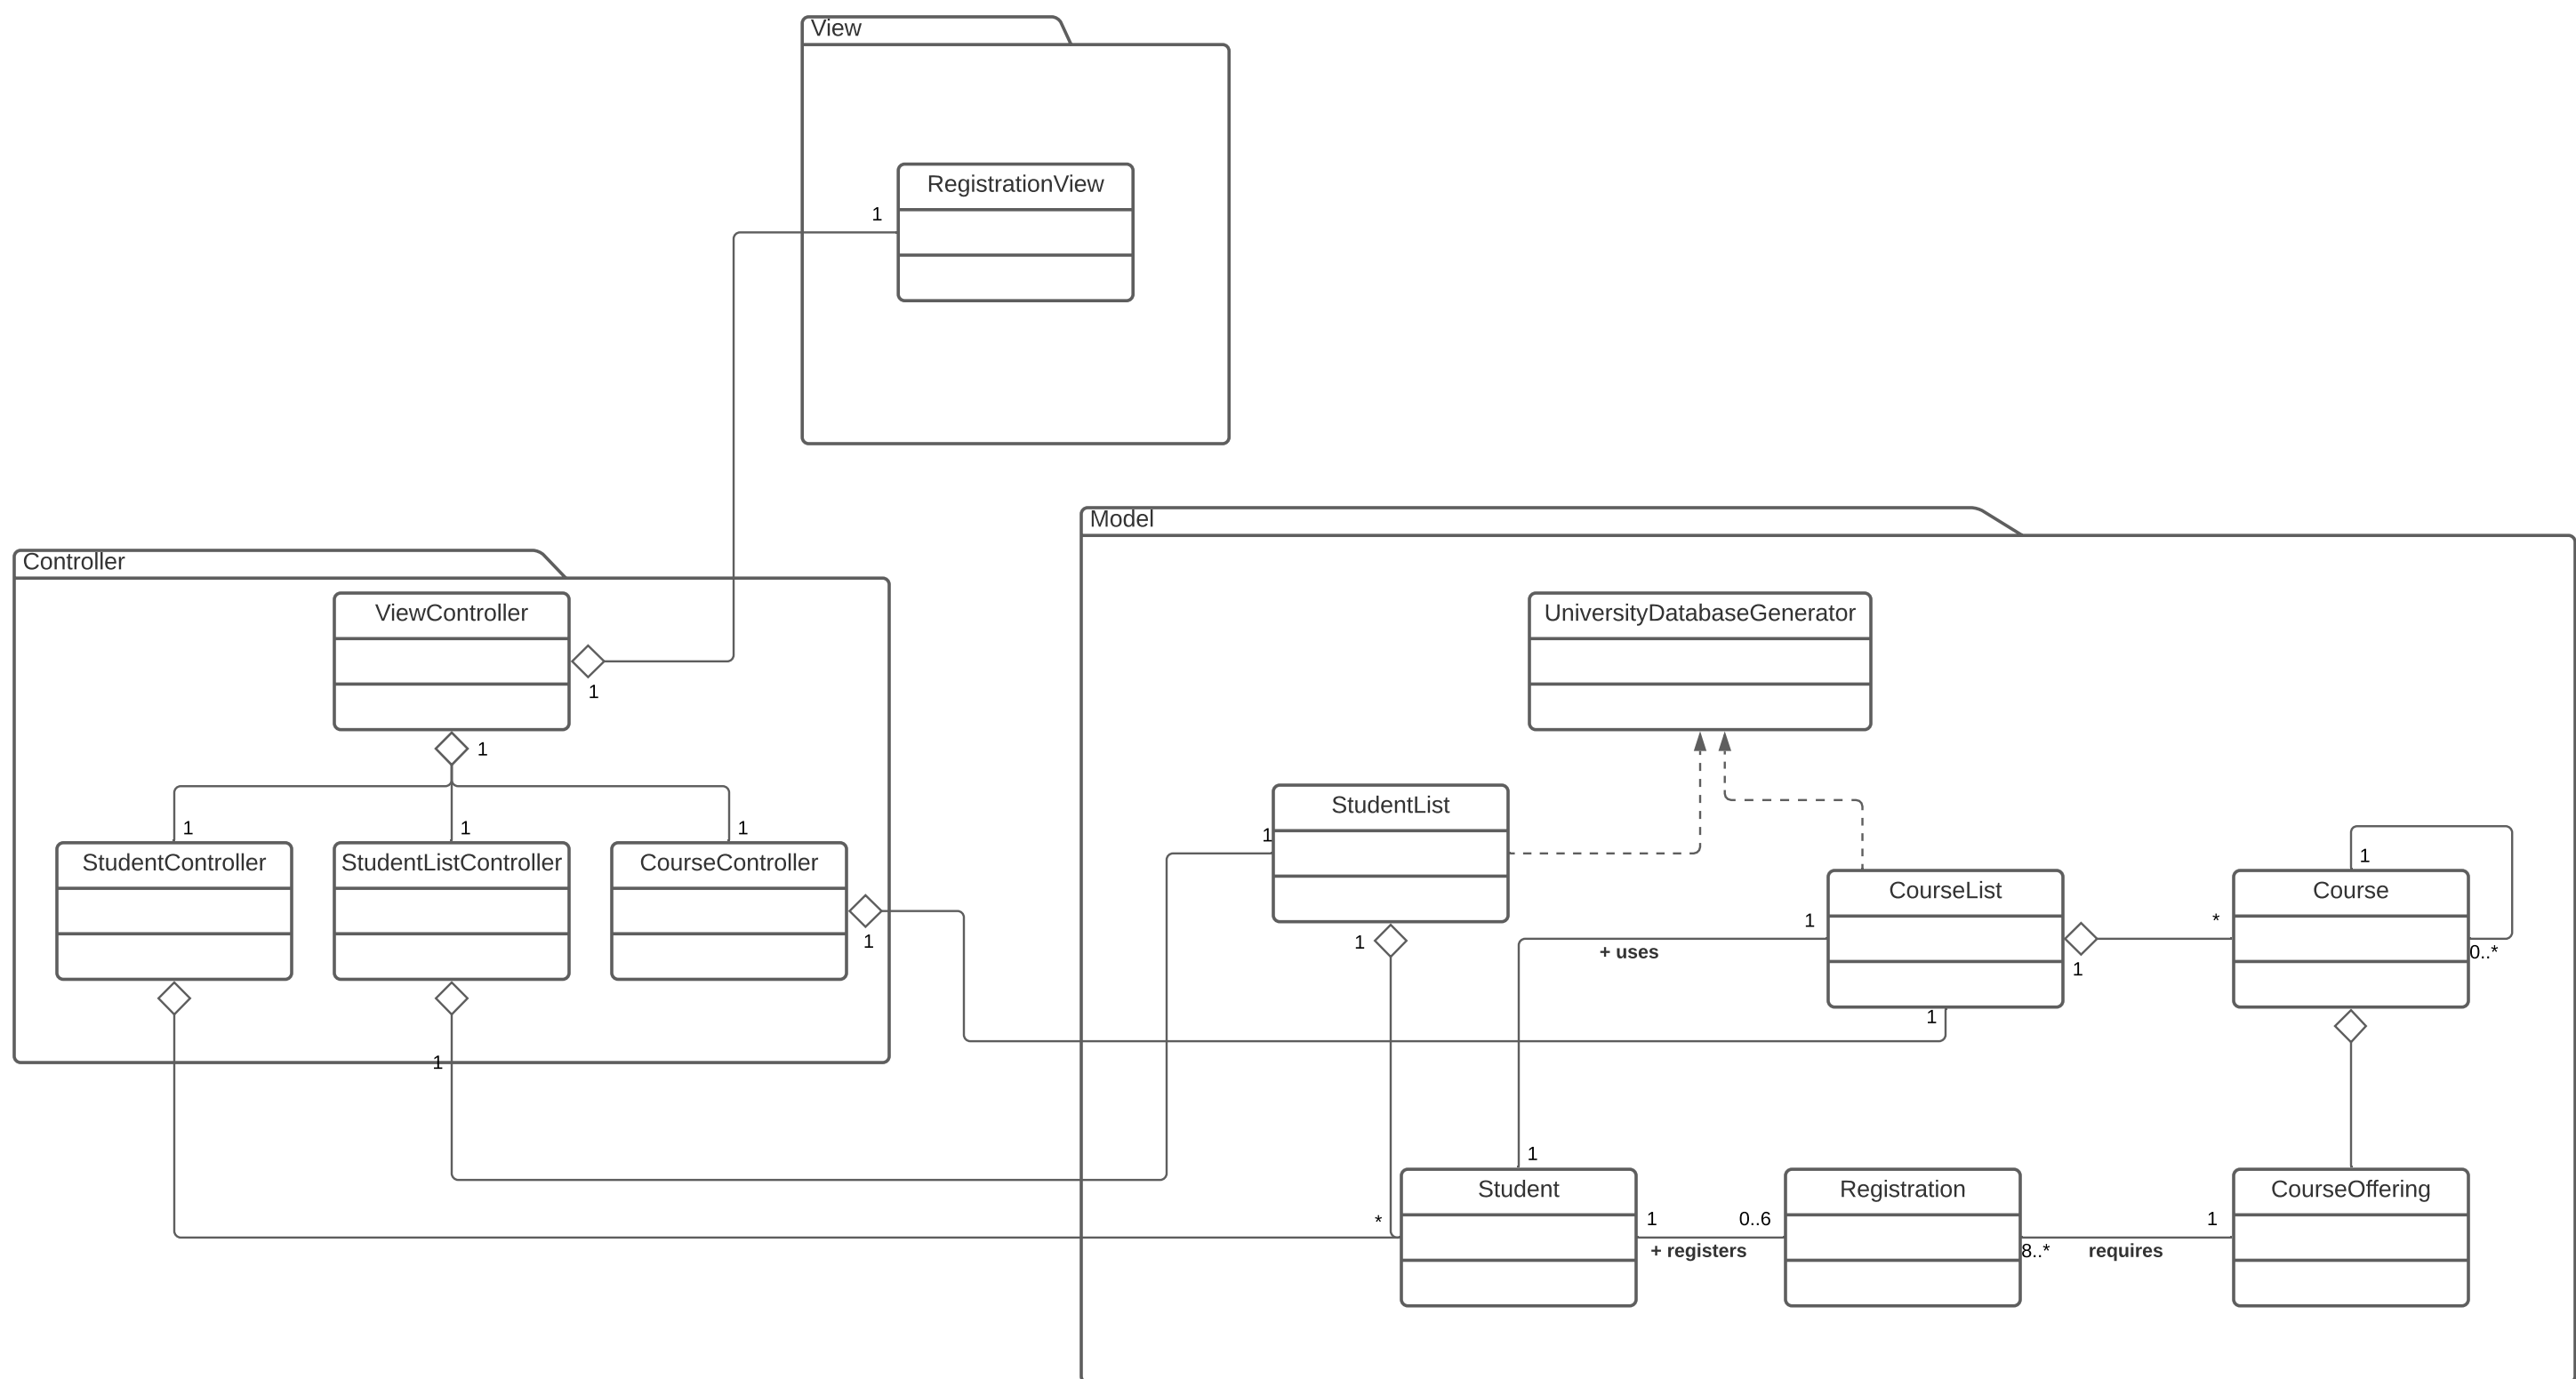 View
RegistrationView
1
Model
Controller
ViewController
UniversityDatabaseGenerator
1
1
StudentList
1
1
1
1
1
StudentController
StudentListController
CourseController
CourseList
Course
1
*
1
1
+ uses
0..*
1
1
1
1
*
Student
Registration
CourseOffering
1
0..6
1
+ registers
8..*
requires